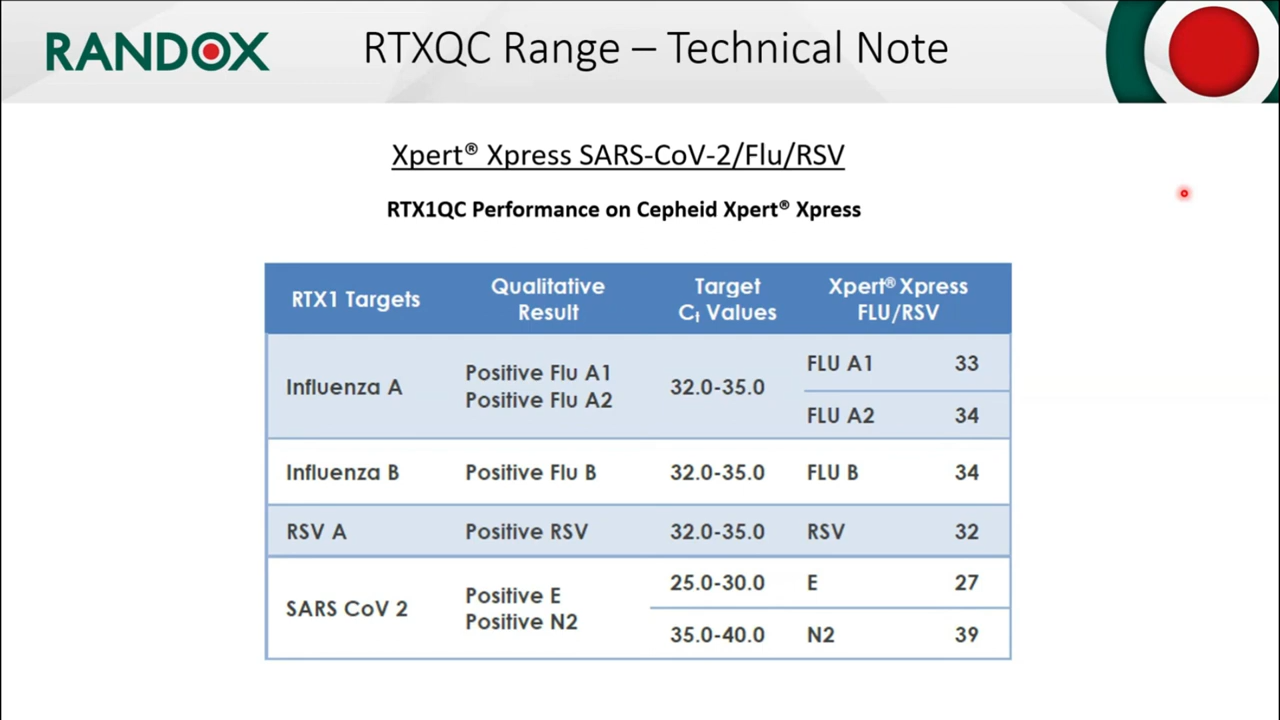 RANDOX
RTXQC Range – Technical Note
Xpert® Xpress SARS-CoV-2/Flu/RSV
RTX1QC Performance on Cepheid Xpert® Xpress
RTX1 Targets
Qualitative
Result
Target
Ct Values
Xpert® Xpress
FLU/RSV
Influenza A
Positive Flu A1
Positive Flu A2
32.0-35.0
FLU A1 33
FLU A2 34
Influenza B
Positive Flu B
32.0-35.0
FLU B 34
RSV A
Positive RSV
32.0-35.0
RSV 32
SARS CoV 2
Positive E
Positive N2
25.0-30.0
E 27
35.0-40.0
N2 39